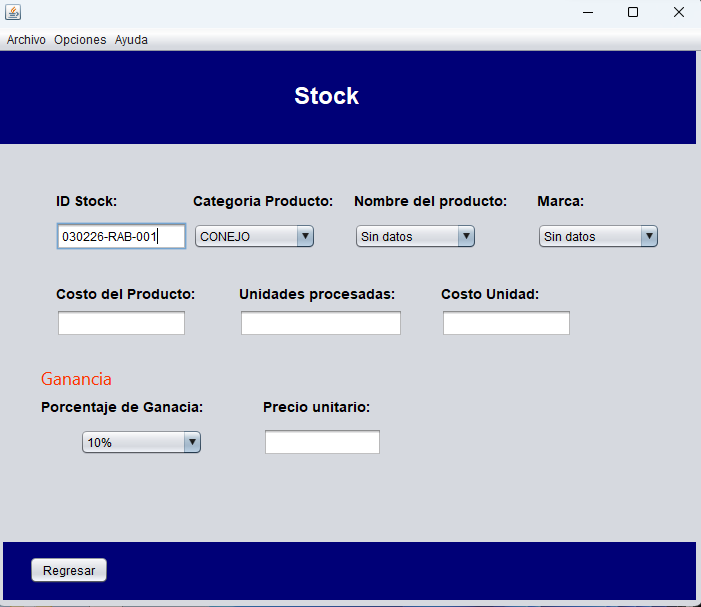 Archivo Opciones Ayuda
Stock
ID Stock: Categoria Producto: Nombre del producto: Marca:
030226-RAB-001 CONEJO Sin datos Sin datos
Costo del Producto: Unidades procesadas: Costo Unidad:
Ganancia
Porcentaje de Ganacia: Precio unitario:
10%
Regresar